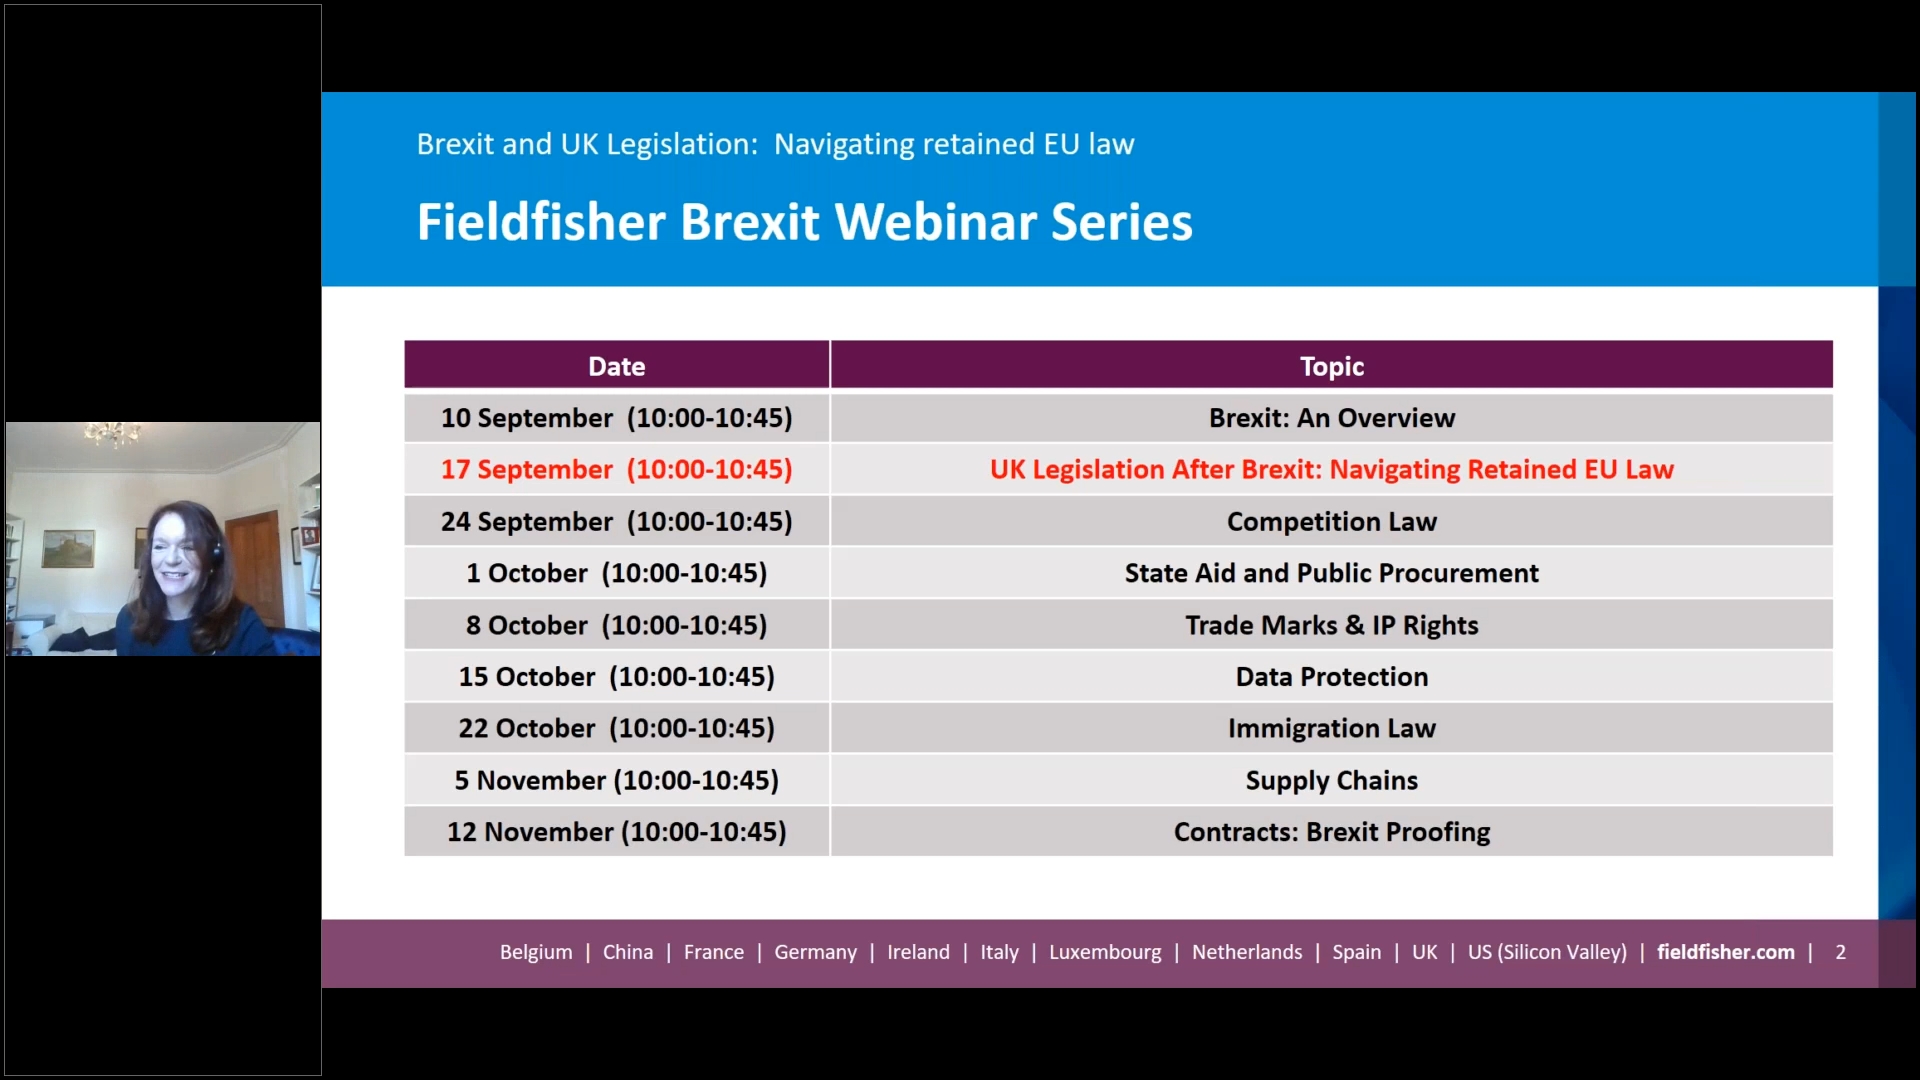 Brexit and UK Legislation:  Navigating retained EU law
Fieldfisher Brexit Webinar Series
Date Topic
10 September  (10:00-10:45) Brexit: An Overview
17 September  (10:00-10:45) UK Legislation After Brexit: Navigating Retained EU Law
24 September  (10:00-10:45) Competition Law
1 October  (10:00-10:45) State Aid and Public Procurement
8 October  (10:00-10:45) Trade Marks & IP Rights
15 October  (10:00-10:45) Data Protection
22 October  (10:00-10:45) Immigration Law
5 November (10:00-10:45) Supply Chains
12 November (10:00-10:45) Contracts: Brexit Proofing
Belgium | China | France | Germany | Ireland | Italy | Luxembourg | Netherlands | Spain | UK | US (Silicon Valley) | fieldfisher.com | 2